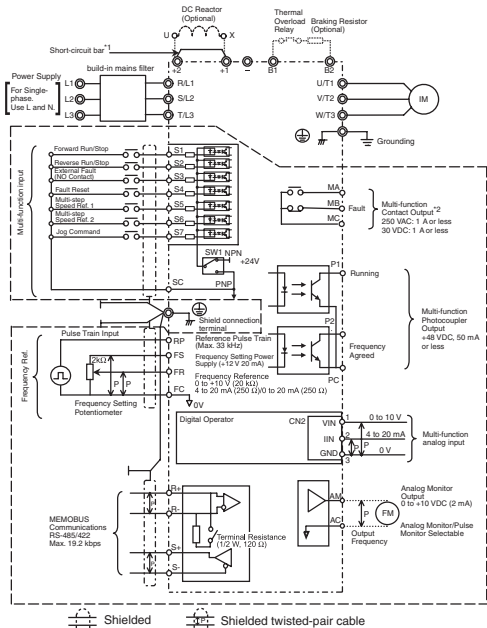 DC Reactor
(Optional)
U X
Thermal
Overload
Relay
Braking Resistor
(Optional)
Short-circuit bar*1
+2 +1 − B1 B2
build-in mains filter
Power Supply
For Single-
phase.
Use L and N.
L1
L2
L3
R/L1
S/L2
T/L3
U/T1
V/T2
W/T3
IM
Grounding
Multi-function input
Forward Run/Stop
Reverse Run/Stop
External Fault
(NO Contact)
Fault Reset
Multi-step
Speed Ref. 1
Multi-step
Speed Ref. 2
Jog Command
S1
S2
S3
S4
S5
S6
S7
SW1 NPN
+24V
PNP
SC
MA
MB
MC
Fault
Multi-function
Contact Output*2
250 VAC: 1 A or less
30 VDC: 1 A or less
P1
Running
P2
Frequency
Agreed
PC
Multi-function
Photocoupler
Output
+48 VDC, 50 mA
or less
Shield connection
terminal
Frequency Ref.
Pulse Train Input
2kΩ
P P
Frequency Setting
Potentiometer
RP
FS
FR
FC
0V
Reference Pulse Train
(Max. 33 kHz)
Frequency Setting Power
Supply (+12 V 20 mA)
Frequency Reference
0 to +10 V (20 kΩ)
4 to 20 mA (250 Ω)/0 to 20 mA (250 Ω)
Digital Operator
CN2
VIN
IIN
GND
1
2
3
0 to 10 V
4 to 20 mA
0 V
P
P
Multi-function
analog input
MEMOBUS
Communications
RS-485/422
Max. 19.2 kbps
P
P
R+
R-
S+
S-
Terminal Resistance
(1/2 W, 120 Ω)
AM
AC
P
FM
Output
Frequency
Analog Monitor
Output
0 to +10 VDC (2 mA)
Analog Monitor/Pulse
Monitor Selectable
Shielded
P
Shielded twisted-pair cable